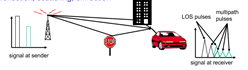 LOS pulses
multipath
pulses
signal at sender
signal at receiver